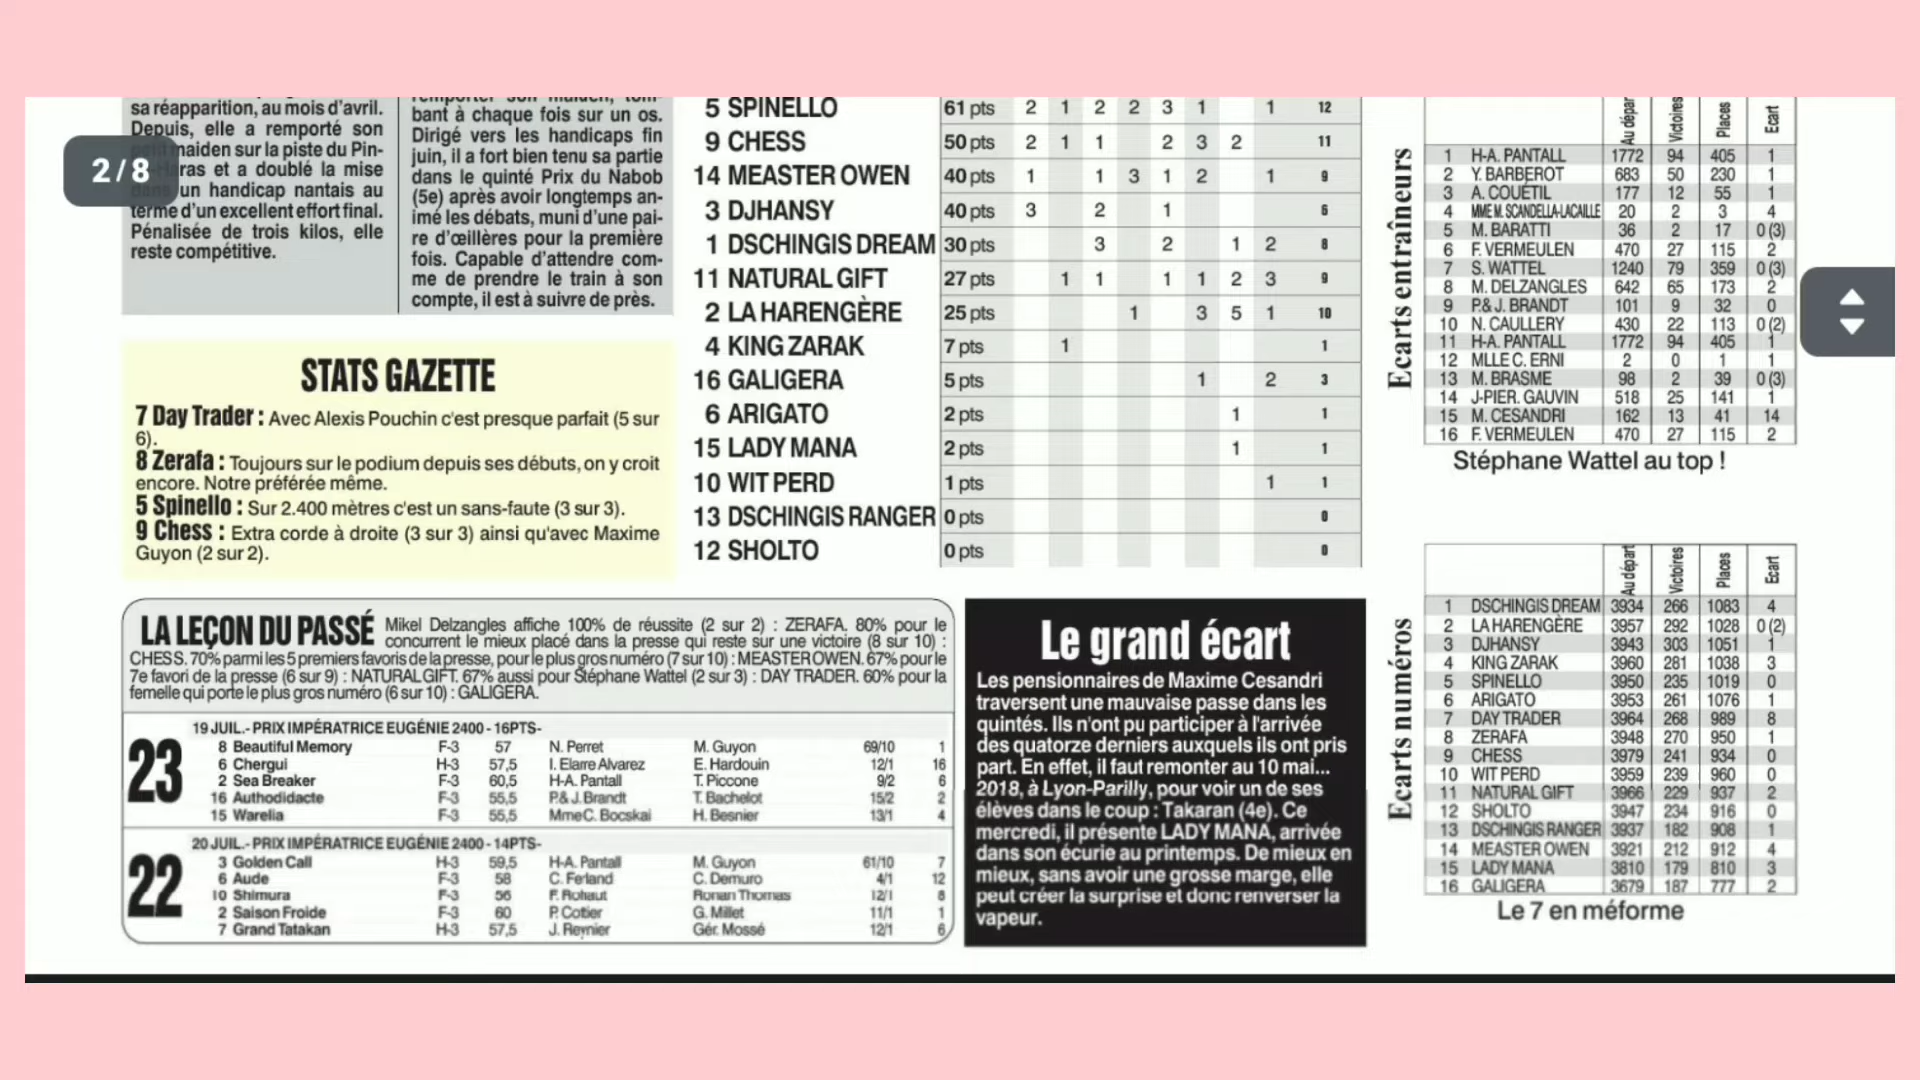 sa réapparition, au mois d'avril.
Depuis, elle a remporté son
maiden sur la piste du Pin-
et a doublé la mise
un handicap nantais au
terme d'un excellent effort final.
Pénalisée de trois kilos, elle
reste compétitive.
remporter son maiden, tom-
bant à chaque fois sur un os.
Dirigé vers les handicaps fin
juin, il a fort bien tenu sa partie
dans le quinté Prix du Nabob
(5e) après avoir longtemps an-
imé les débats, muni d'une pai-
re d'œillères pour la première
fois. Capable d'attendre com-
me de prendre le train à son
compte, il est à suivre de près.
2/8
STATS GAZETTE
7 Day Trader : Avec Alexis Pouchin c'est presque parfait (5 sur
6).
8 Zerafa : Toujours sur le podium depuis ses débuts, on y croit
encore. Notre préférée même.
5 Spinello : Sur 2.400 mètres c'est un sans-faute (3 sur 3).
9 Chess : Extra corde à droite (3 sur 3) ainsi qu'avec Maxime
Guyon (2 sur 2).
5 SPINELLO 61 pts 2 1 2 2 3 1 1 12
9 CHESS 50 pts 2 1 1 2 3 2 11
14 MEASTER OWEN 40 pts 1 1 3 1 2 1 9
3 DJHANSY 40 pts 3 2 1 6
1 DSCHINGIS DREAM 30 pts 3 2 1 2 8
11 NATURAL GIFT 27 pts 1 1 1 1 2 3 9
2 LA HARENGÈRE 25 pts 1 3 5 1 10
4 KING ZARAK 7 pts 1 1
16 GALIGERA 5 pts 1 2 3
6 ARIGATO 2 pts 1 1
15 LADY MANA 2 pts 1 1
10 WIT PERD 1 pts 1 1
13 DSCHINGIS RANGER 0 pts 0
12 SHOLTO 0 pts 0
LA LEÇON DU PASSÉ Mikel Delzangles affiche 100% de réussite (2 sur 2) : ZERAFA. 80% pour le
concurrent le mieux placé dans la presse qui reste sur une victoire (8 sur 10) :
CHESS. 70% parmi les 5 premiers favoris de la presse, pour le plus gros numéro (7 sur 10) : MEASTER OWEN. 67% pour le
7e favori de la presse (6 sur 9) : NATURAL GIFT. 67% aussi pour Stéphane Wattel (2 sur 3) : DAY TRADER. 60% pour la
femelle qui porte le plus gros numéro (6 sur 10) : GALIGERA.
23
19 JUIL.- PRIX IMPÉRATRICE EUGÉNIE 2400 - 16PTS-
8 Beautiful Memory F-3 57 N. Perret M. Guyon 69/10 1
6 Chergui H-3 57,5 I. Elarre Alvarez E. Hardouin 12/1 16
2 Sea Breaker F-3 60,5 H-A. Pantall T. Piccone 9/2 6
16 Authodidacte F-3 55,5 P.& J. Brandt T. Bachelot 15/2 2
15 Warelia F-3 55,5 Mme C. Bocskai H. Besnier 13/1 4
22
20 JUIL.- PRIX IMPÉRATRICE EUGÉNIE 2400 - 14PTS-
3 Golden Call H-3 59,5 H-A. Pantall M. Guyon 61/10 7
6 Aude F-3 58 C. Ferland C. Demuro 4/1 12
10 Shimura F-3 56 F. Rohaut Ronan Thomas 12/1 8
2 Saison Froide F-3 60 P. Cottier G. Millet 11/1 1
7 Grand Tatakan H-3 57,5 J. Reynier Gér. Mossé 12/1 6
Le grand écart
Les pensionnaires de Maxime Cesandri
traversent une mauvaise passe dans les
quintés. Ils n'ont pu participer à l'arrivée
des quatorze derniers auxquels ils ont pris
part. En effet, il faut remonter au 10 mai...
2018, à Lyon-Parilly, pour voir un de ses
élèves dans le coup : Takaran (4e). Ce
mercredi, il présente LADY MANA, arrivée
dans son écurie au printemps. De mieux en
mieux, sans avoir une grosse marge, elle
peut créer la surprise et donc renverser la
vapeur.
Ecarts entraîneurs
Au départ Victoires Places Ecart
1 H-A. PANTALL 1772 94 405 1
2 Y. BARBEROT 683 50 230 1
3 A. COUÉTIL 177 12 55 1
4 MME M. SCANDELLA-LACAILLE 20 2 3 4
5 M. BARATTI 36 2 17 0 (3)
6 F. VERMEULEN 470 27 115 2
7 S. WATTEL 1240 79 359 0 (3)
8 M. DELZANGLES 642 65 173 2
9 P.& J. BRANDT 101 9 32 0
10 N. CAULLERY 430 22 113 0 (2)
11 H-A. PANTALL 1772 94 405 1
12 MLLE C. ERNI 2 0 1 1
13 M. BRASME 98 2 39 0 (3)
14 J-PIER. GAUVIN 518 25 141 1
15 M. CESANDRI 162 13 41 14
16 F. VERMEULEN 470 27 115 2
Stéphane Wattel au top !
Ecarts numéros
Au départ Victoires Places Ecart
1 DSCHINGIS DREAM 3934 266 1083 4
2 LA HARENGÈRE 3957 292 1028 0 (2)
3 DJHANSY 3943 303 1051 1
4 KING ZARAK 3960 281 1038 3
5 SPINELLO 3950 235 1019 0
6 ARIGATO 3953 261 1076 1
7 DAY TRADER 3964 268 989 8
8 ZERAFA 3948 270 950 1
9 CHESS 3979 241 934 0
10 WIT PERD 3959 239 960 0
11 NATURAL GIFT 3966 229 937 2
12 SHOLTO 3947 234 916 0
13 DSCHINGIS RANGER 3937 182 908 1
14 MEASTER OWEN 3921 212 912 4
15 LADY MANA 3810 179 810 3
16 GALIGERA 3679 187 777 2
Le 7 en méforme